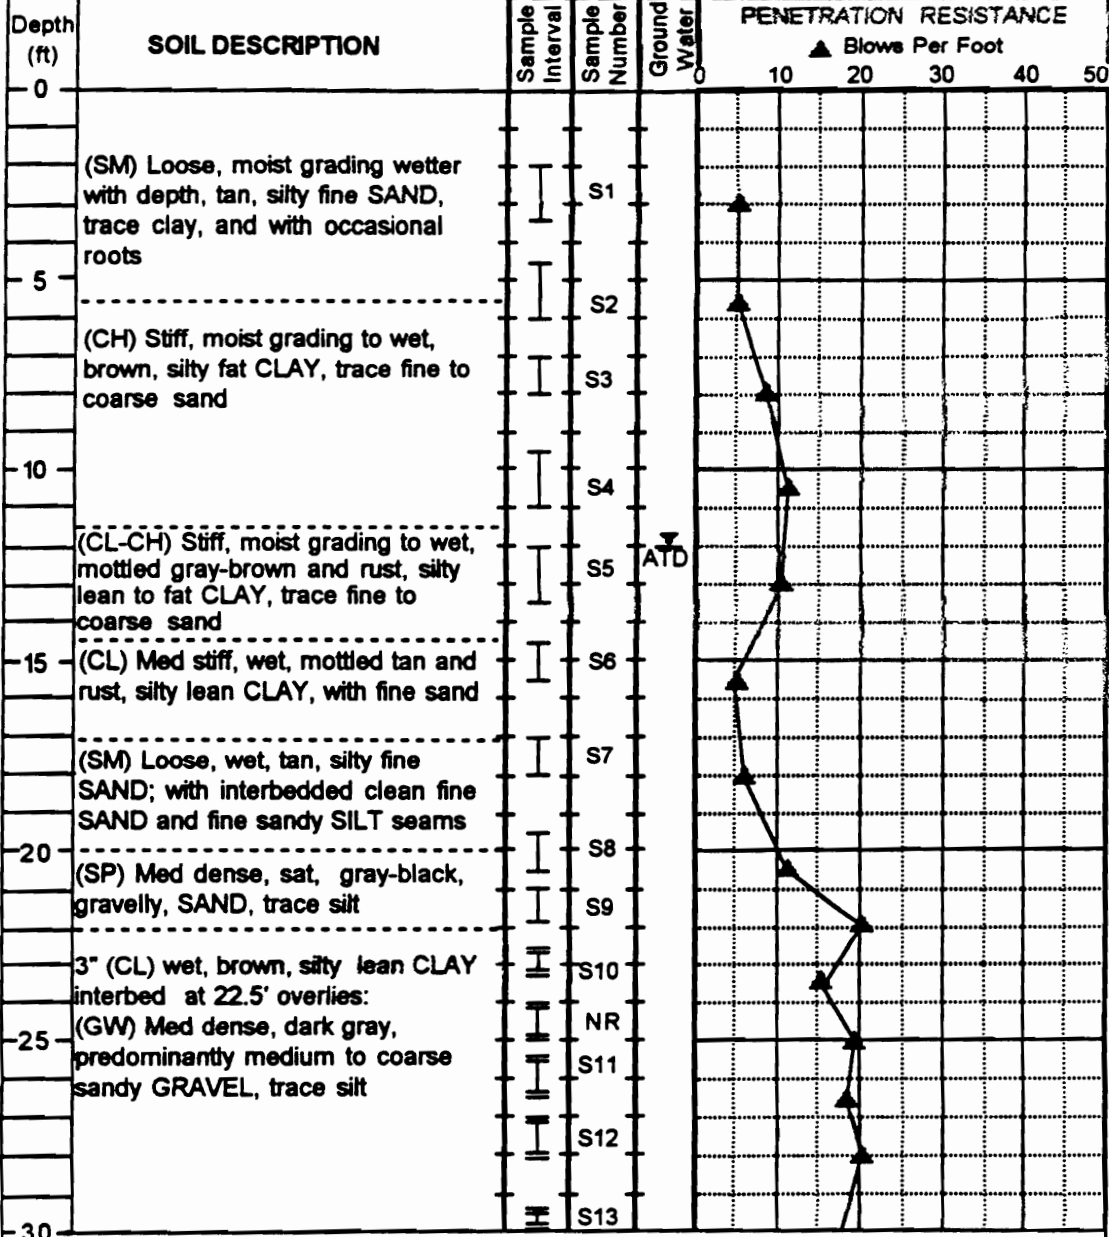 Depth
(ft)
SOIL DESCRIPTION
Sample
Interval
Sample
Number
Ground
Water
PENETRATION RESISTANCE
▲ Blows Per Foot
0 10 20 30 40 50
0
(SM) Loose, moist grading wetter
with depth, tan, silty fine SAND,
trace clay, and with occasional
roots
S1
5
S2
(CH) Stiff, moist grading to wet,
brown, silty fat CLAY, trace fine to
coarse sand
S3
10
S4
(CL-CH) Stiff, moist grading to wet,
mottled gray-brown and rust, silty
lean to fat CLAY, trace fine to
coarse sand
S5
ATD
15
(CL) Med stiff, wet, mottled tan and
rust, silty lean CLAY, with fine sand
S6
(SM) Loose, wet, tan, silty fine
SAND; with interbedded clean fine
SAND and fine sandy SILT seams
S7
20
S8
(SP) Med dense, sat, gray-black,
gravelly, SAND, trace silt
S9
3" (CL) wet, brown, silty lean CLAY
interbed at 22.5' overlies:
(GW) Med dense, dark gray,
predominantly medium to coarse
sandy GRAVEL, trace silt
S10
NR
25
S11
S12
S13
30